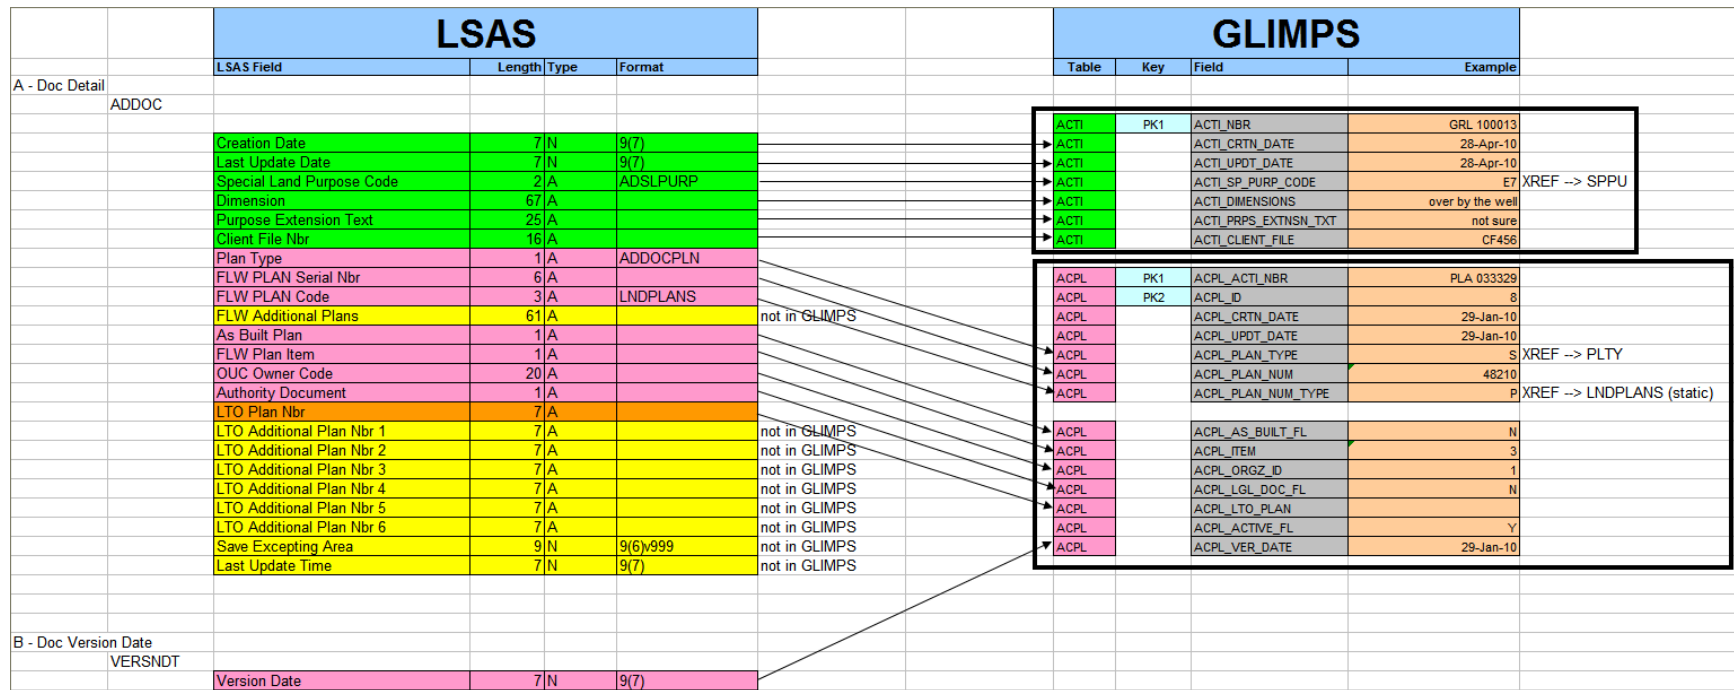 LSAS GLIMPS
LSAS Field Length Type Format Table Key Field Example
A - Doc Detail
ADDOC
ACTI PK1 ACTI_NBR GRL 100013
Creation Date 7 N 9(7) ACTI ACTI_CRTN_DATE 28-Apr-10
Last Update Date 7 N 9(7) ACTI ACTI_UPDT_DATE 28-Apr-10
Special Land Purpose Code 2 A ADSLPURP ACTI ACTI_SP_PURP_CODE E7 XREF --> SPPU
Dimension 67 A ACTI ACTI_DIMENSIONS over by the well
Purpose Extension Text 25 A ACTI ACTI_PRPS_EXTNSN_TXT not sure
Client File Nbr 16 A ACTI ACTI_CLIENT_FILE CF456
Plan Type 1 A ADDOCPLN
FLW PLAN Serial Nbr 6 A ACPL PK1 ACPL_ACTI_NBR PLA 033329
FLW PLAN Code 3 A LNDPLANS ACPL PK2 ACPL_ID 8
FLW Additional Plans 61 A not in GLIMPS ACPL ACPL_CRTN_DATE 29-Jan-10
As Built Plan 1 A ACPL ACPL_UPDT_DATE 29-Jan-10
FLW Plan Item 1 A ACPL ACPL_PLAN_TYPE S XREF --> PLTY
OUC Owner Code 20 A ACPL ACPL_PLAN_NUM 48210
Authority Document 1 A ACPL ACPL_PLAN_NUM_TYPE P XREF --> LNDPLANS (static)
LTO Plan Nbr 7 A
LTO Additional Plan Nbr 1 7 A not in GLIMPS ACPL ACPL_AS_BUILT_FL N
LTO Additional Plan Nbr 2 7 A not in GLIMPS ACPL ACPL_ITEM 3
LTO Additional Plan Nbr 3 7 A not in GLIMPS ACPL ACPL_ORGZ_ID 1
LTO Additional Plan Nbr 4 7 A not in GLIMPS ACPL ACPL_LGL_DOC_FL N
LTO Additional Plan Nbr 5 7 A not in GLIMPS ACPL ACPL_LTO_PLAN
LTO Additional Plan Nbr 6 7 A not in GLIMPS ACPL ACPL_ACTIVE_FL Y
Save Excepting Area 9 N 9(6)v999 not in GLIMPS ACPL ACPL_VER_DATE 29-Jan-10
Last Update Time 7 N 9(7) not in GLIMPS
B - Doc Version Date
VERSNDT
Version Date 7 N 9(7)